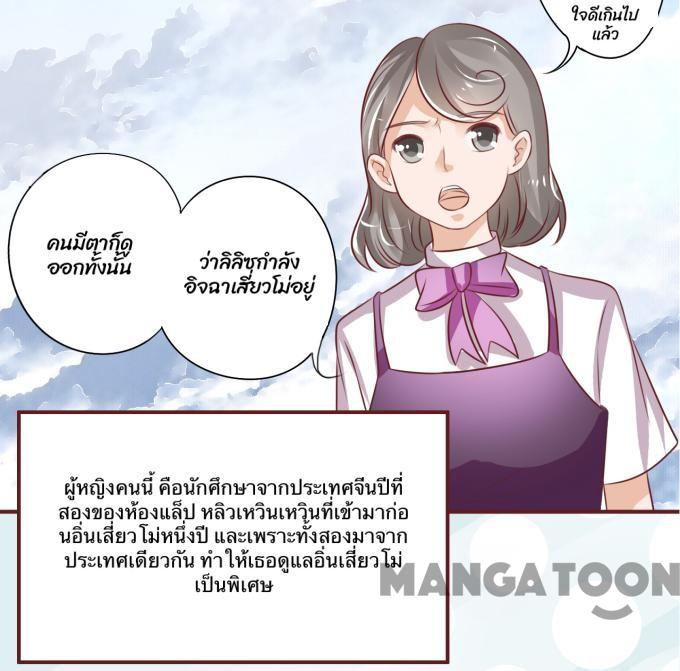 ใจดีเกินไป
แล้ว
คนมีตาก็ดู
ออกทั้งนั้น
ว่าลิลิซกำลัง
อิจฉาเสี่ยวโม่อยู่
ผู้หญิงคนนี้ คือนักศึกษาจากประเทศจีนปีที่
สองของห้องแล็ป หลิวเหวินเหวินที่เข้ามาก่อ
นอิ่นเสี่ยวโม่หนึ่งปี และเพราะทั้งสองมาจาก
ประเทศเดียวกัน ทำให้เธอดูแลอิ่นเสี่ยวโม่
เป็นพิเศษ
MANGATOON